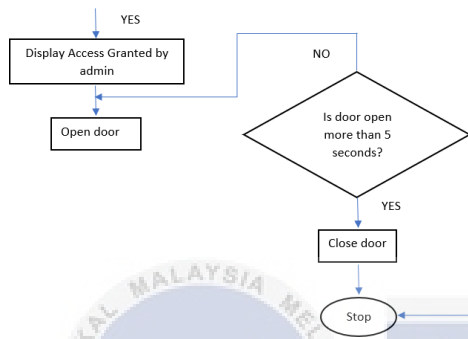 YES
Display Access Granted by
admin
NO
Open door
Is door open
more than 5
seconds?
YES
Close door
MALAYSIA
Stop